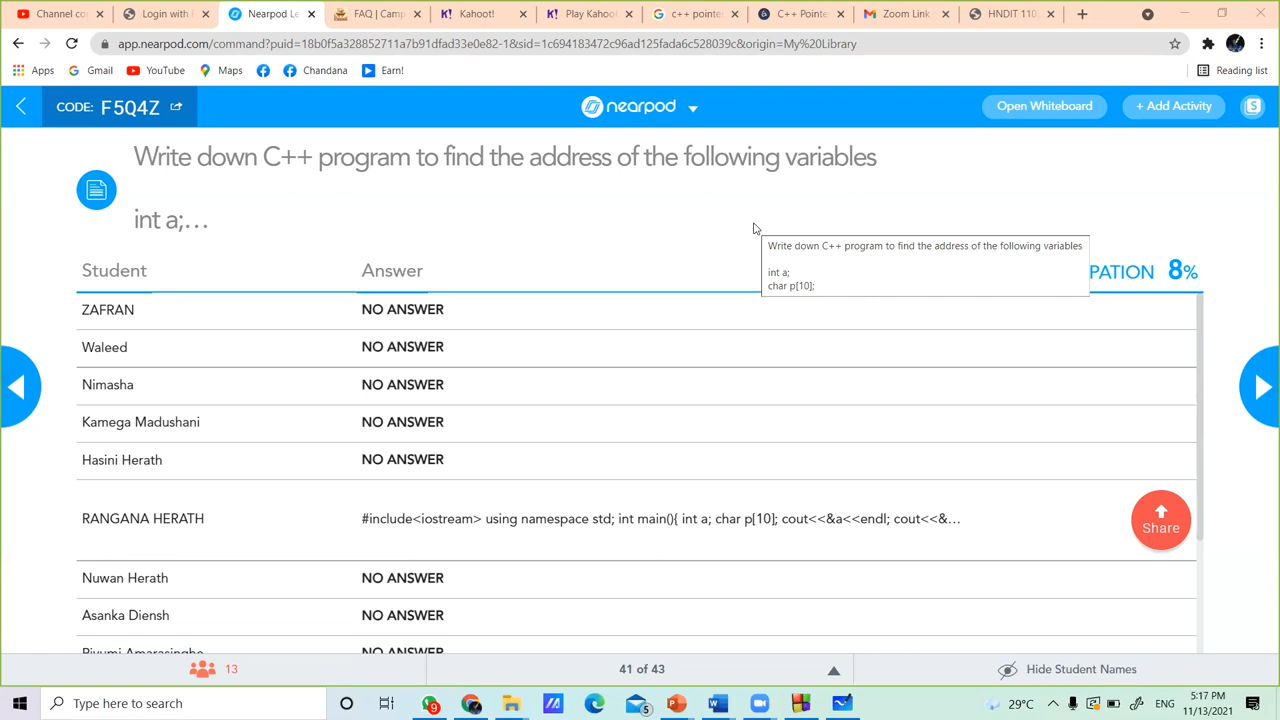 Channel co
Login with
Nearpod Le
FAQ | Camp
Kahoot!
Play Kahoo
c++ pointe
C++ Pointe
Zoom Link
HNDIT 110
app.nearpod.com/command?puid=18b0f5a328852711a7b91dfad33e0e82-1&sid=1c694183472c96ad125fada6c528039c&origin=My%20Library
Apps
Gmail
YouTube
Maps
Chandana
Earn!
Reading list
CODE: F5Q4Z
nearpod
Open Whiteboard
+ Add Activity
S
Write down C++ program to find the address of the following variables
int a;…
Write down C++ program to find the address of the following variables
int a;
char p[10];
Student
Answer
PATION 8%
ZAFRAN NO ANSWER
Waleed NO ANSWER
Nimasha NO ANSWER
Kamega Madushani NO ANSWER
Hasini Herath NO ANSWER
RANGANA HERATH #include<iostream> using namespace std; int main(){ int a; char p[10]; cout<<&a<<endl; cout<<&…
Share
Nuwan Herath NO ANSWER
Asanka Diensh NO ANSWER
Piyumi Amarasinghe NO ANSWER
13
41 of 43
Hide Student Names
Type here to search
9
5
29°C
ENG
5:17 PM
11/13/2021